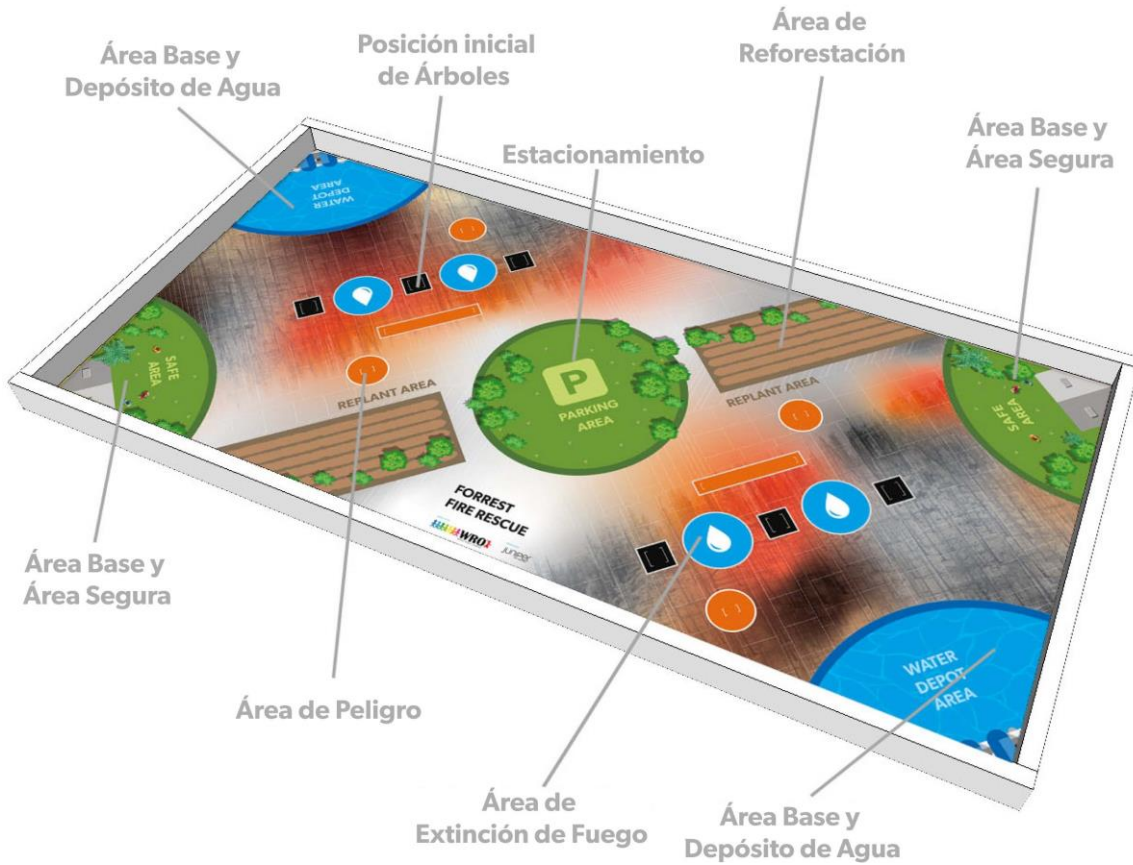 Área de
Reforestación
Posición inicial
de Árboles
Área Base y
Depósito de Agua
Área Base y
Área Segura
Estacionamiento
WATER
DEPOT
AREA
SAFE
AREA
P
PARKING
AREA
REPLANT AREA
REPLANT AREA
SAFE
AREA
FORREST
FIRE RESCUE
WRO
juniper
Área Base y
Área Segura
WATER
DEPOT
AREA
Área de Peligro
Área de
Extinción de Fuego
Área Base y
Depósito de Agua